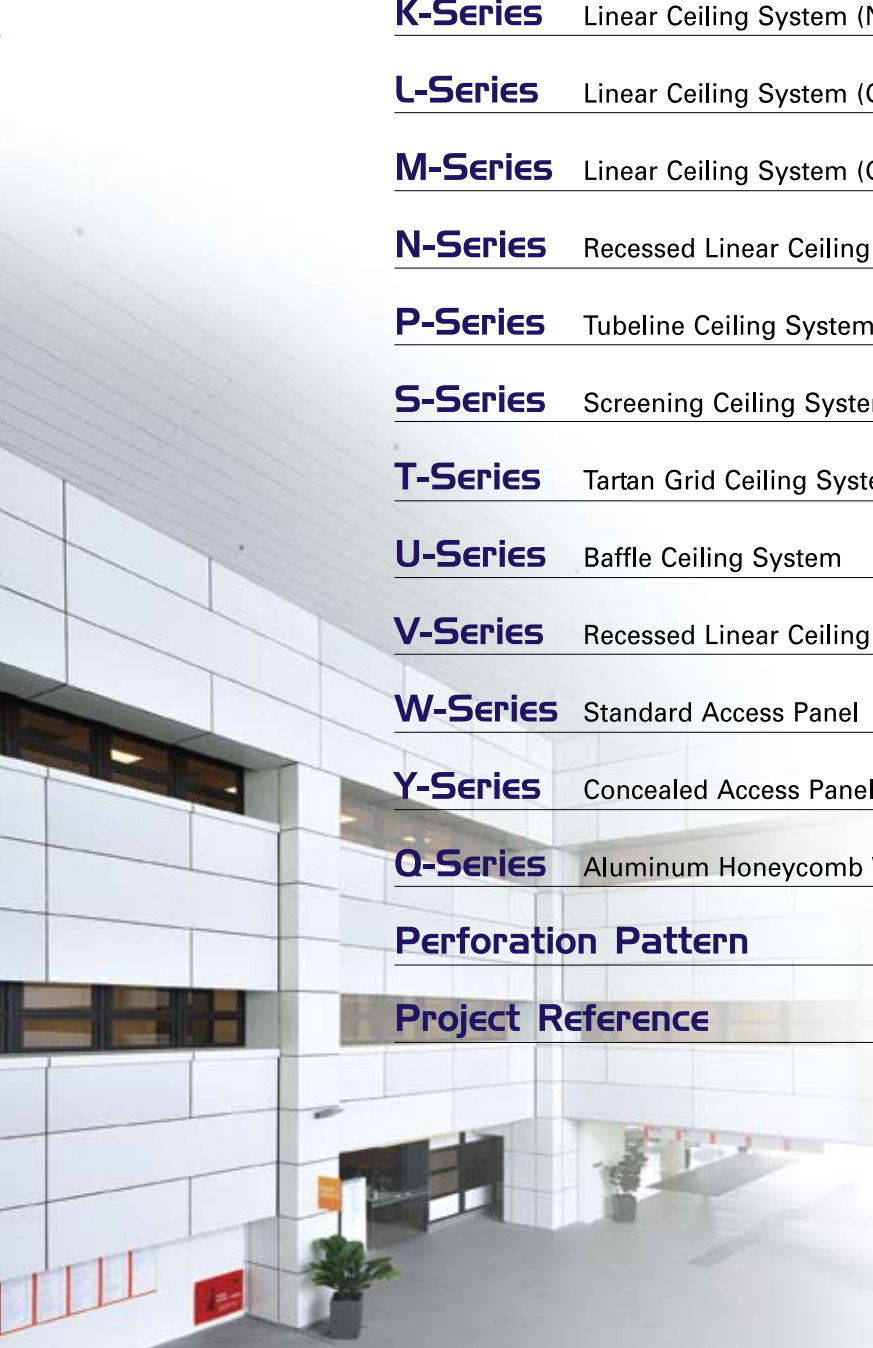 K-Series Linear Ceiling System (
L-Series Linear Ceiling System (
M-Series Linear Ceiling System (
N-Series Recessed Linear Ceiling
P-Series Tubeline Ceiling System
S-Series Screening Ceiling
T-Series Tartan Grid Ceiling
U-Series Baffle Ceiling System
V-Series Recessed Linear Ceiling
W-Series Standard Access Panel
Y-Series Concealed Access Panel
Q-Series Aluminum Honeycomb
Perforation Pattern
Project Reference